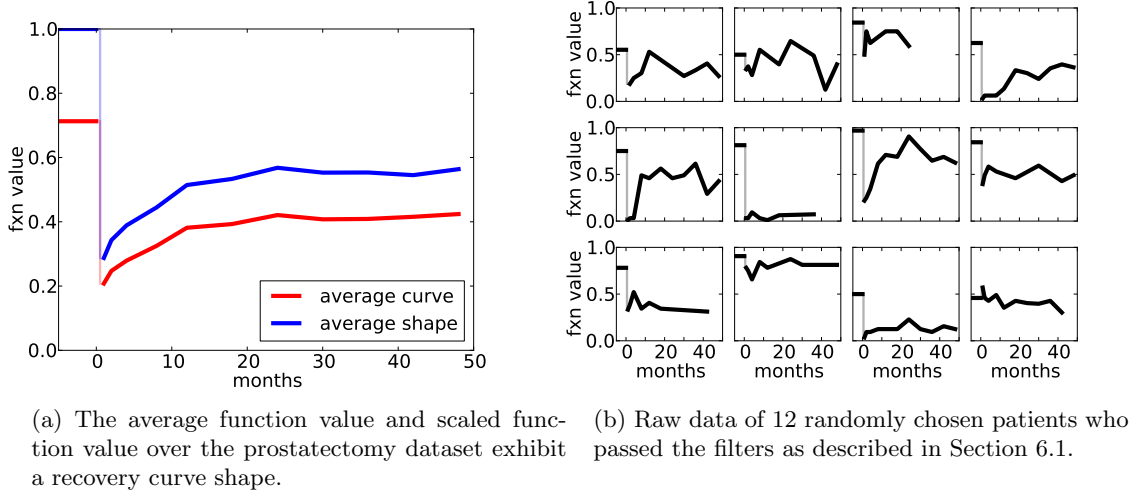 1.0
0.8
0.6
0.4
0.2
0.0
fxn value
0 10 20 30 40 50
months
average curve
average shape
1.0
0.5
0.0
fxn value
1.0
0.5
0.0
fxn value
1.0
0.5
0.0
fxn value
0 20 40 0 20 40 0 20 40 0 20 40
months months months months
(a) The average function value and scaled func-
tion value over the prostatectomy dataset exhibit
a recovery curve shape.
(b) Raw data of 12 randomly chosen patients who
passed the filters as described in Section 6.1.